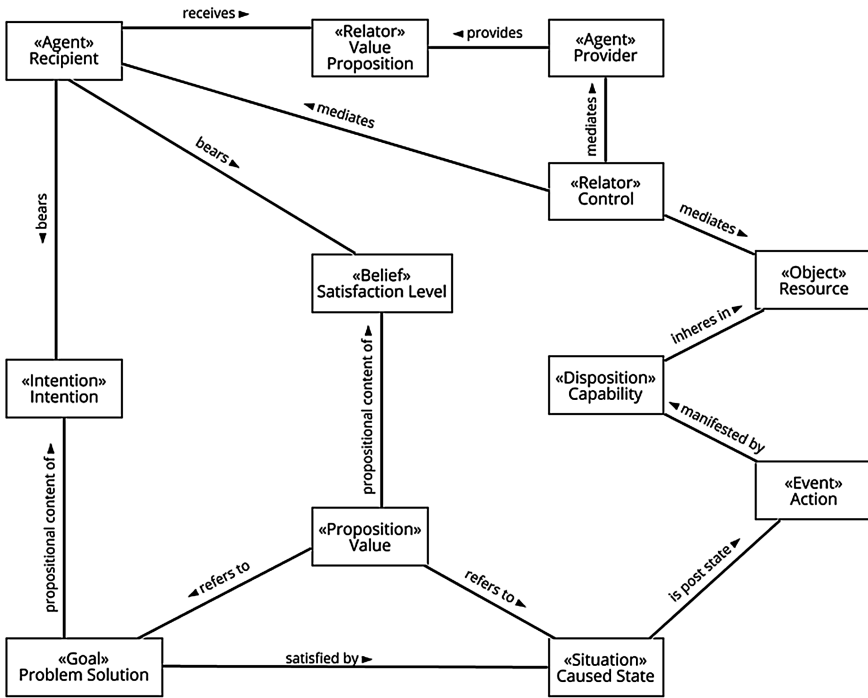 receives ►
«Agent»
Recipient
«Relator»
Value
Proposition
◄ provides
«Agent»
Provider
◄ mediates
mediates ►
bears ►
◄ bears
«Relator»
Control
mediates ►
«Object»
Resource
«Belief»
Satisfaction Level
inheres in ►
propositional content of ►
«Intention»
Intention
«Disposition»
Capability
◄ manifested by
«Event»
Action
propositional content of ►
«Proposition»
Value
◄ refers to
refers to ►
is post state ►
«Goal»
Problem Solution
satisfied by ►
«Situation»
Caused State